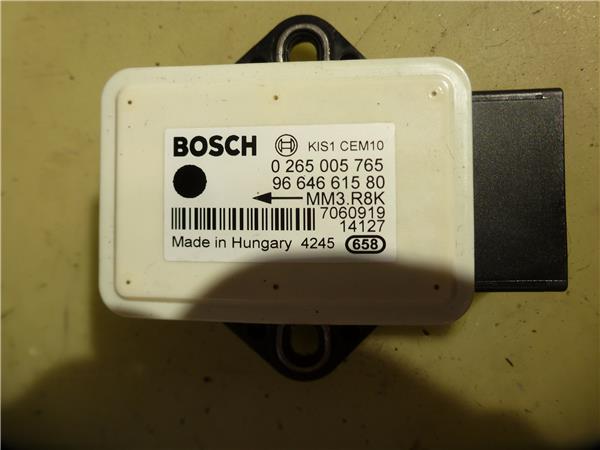 BOSCH KIS1 CEM10
0 265 005 765
96 646 615 80
MM3.R8K
7060919
14127
Made in Hungary 4245 658